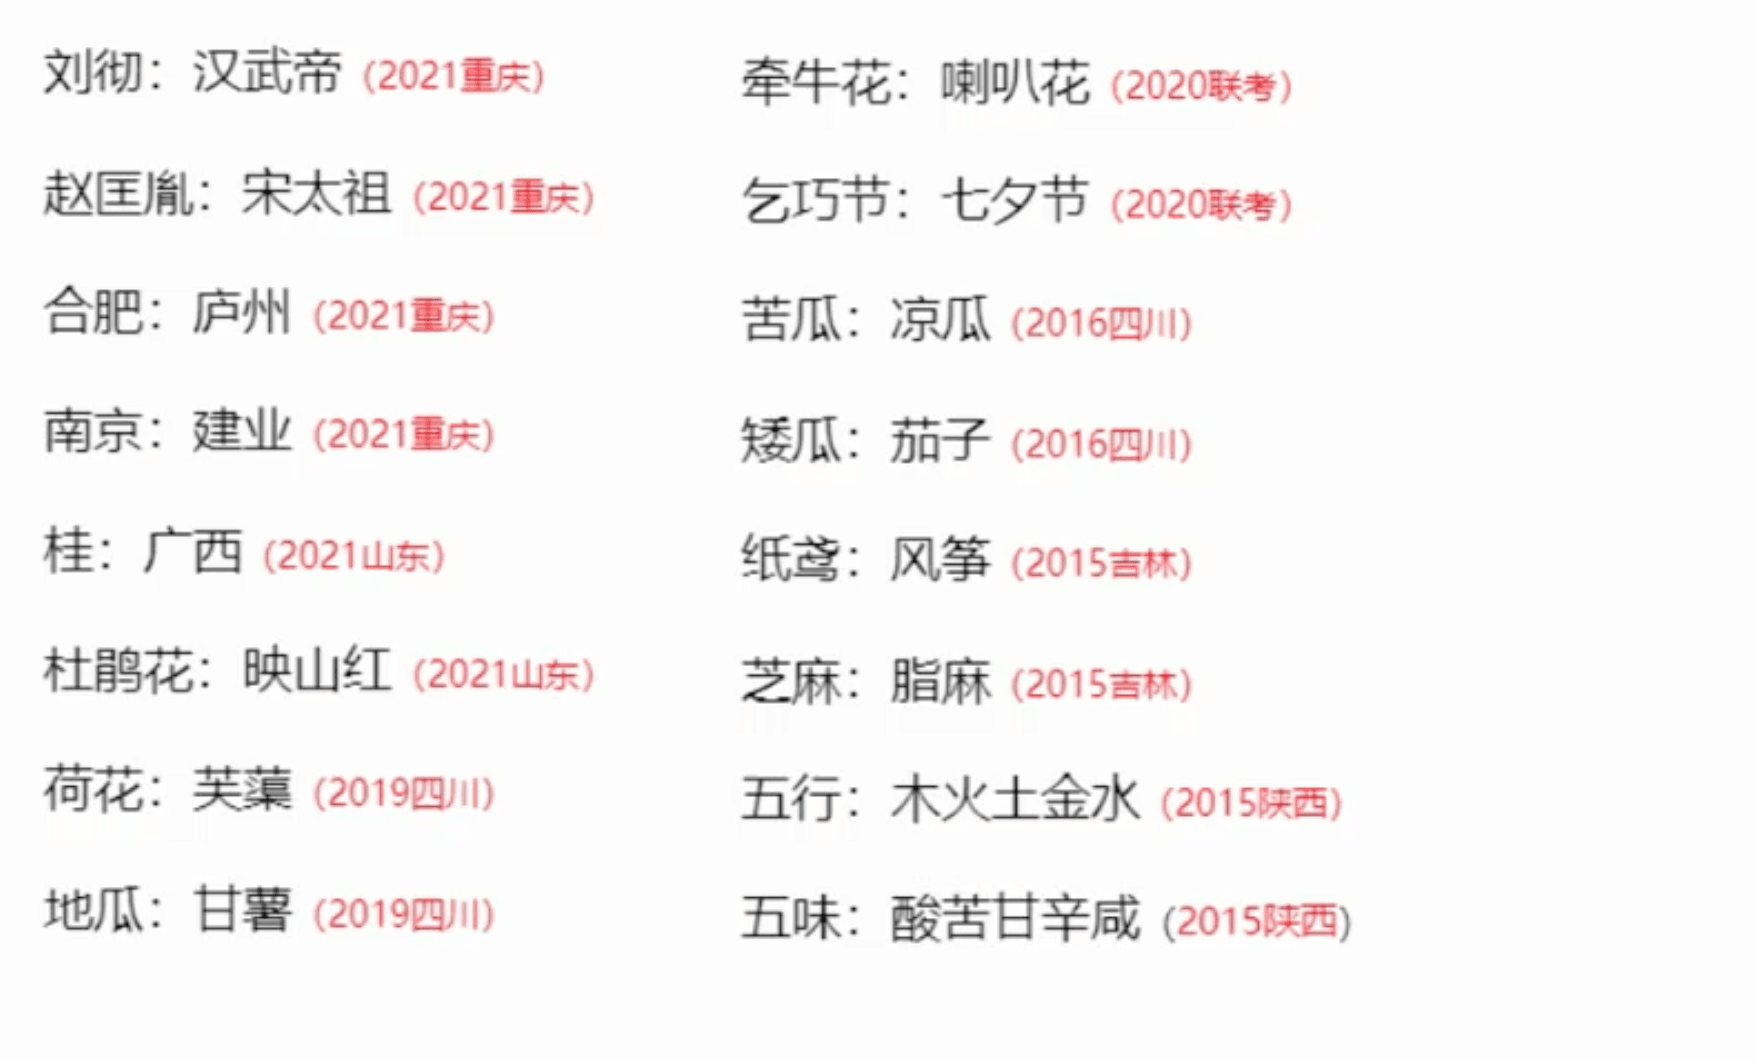 刘彻：汉武帝（2021重庆）
赵匡胤：宋太祖（2021重庆）
合肥：庐州（2021重庆）
南京：建业（2021重庆）
桂：广西（2021山东）
杜鹃花：映山红（2021山东）
荷花：芙蕖（2019四川）
地瓜：甘薯（2019四川）
牵牛花：喇叭花（2020联考）
乞巧节：七夕节（2020联考）
苦瓜：凉瓜（2016四川）
矮瓜：茄子（2016四川）
纸鸢：风筝（2015吉林）
芝麻：脂麻（2015吉林）
五行：木火土金水（2015陕西）
五味：酸苦甘辛咸（2015陕西）